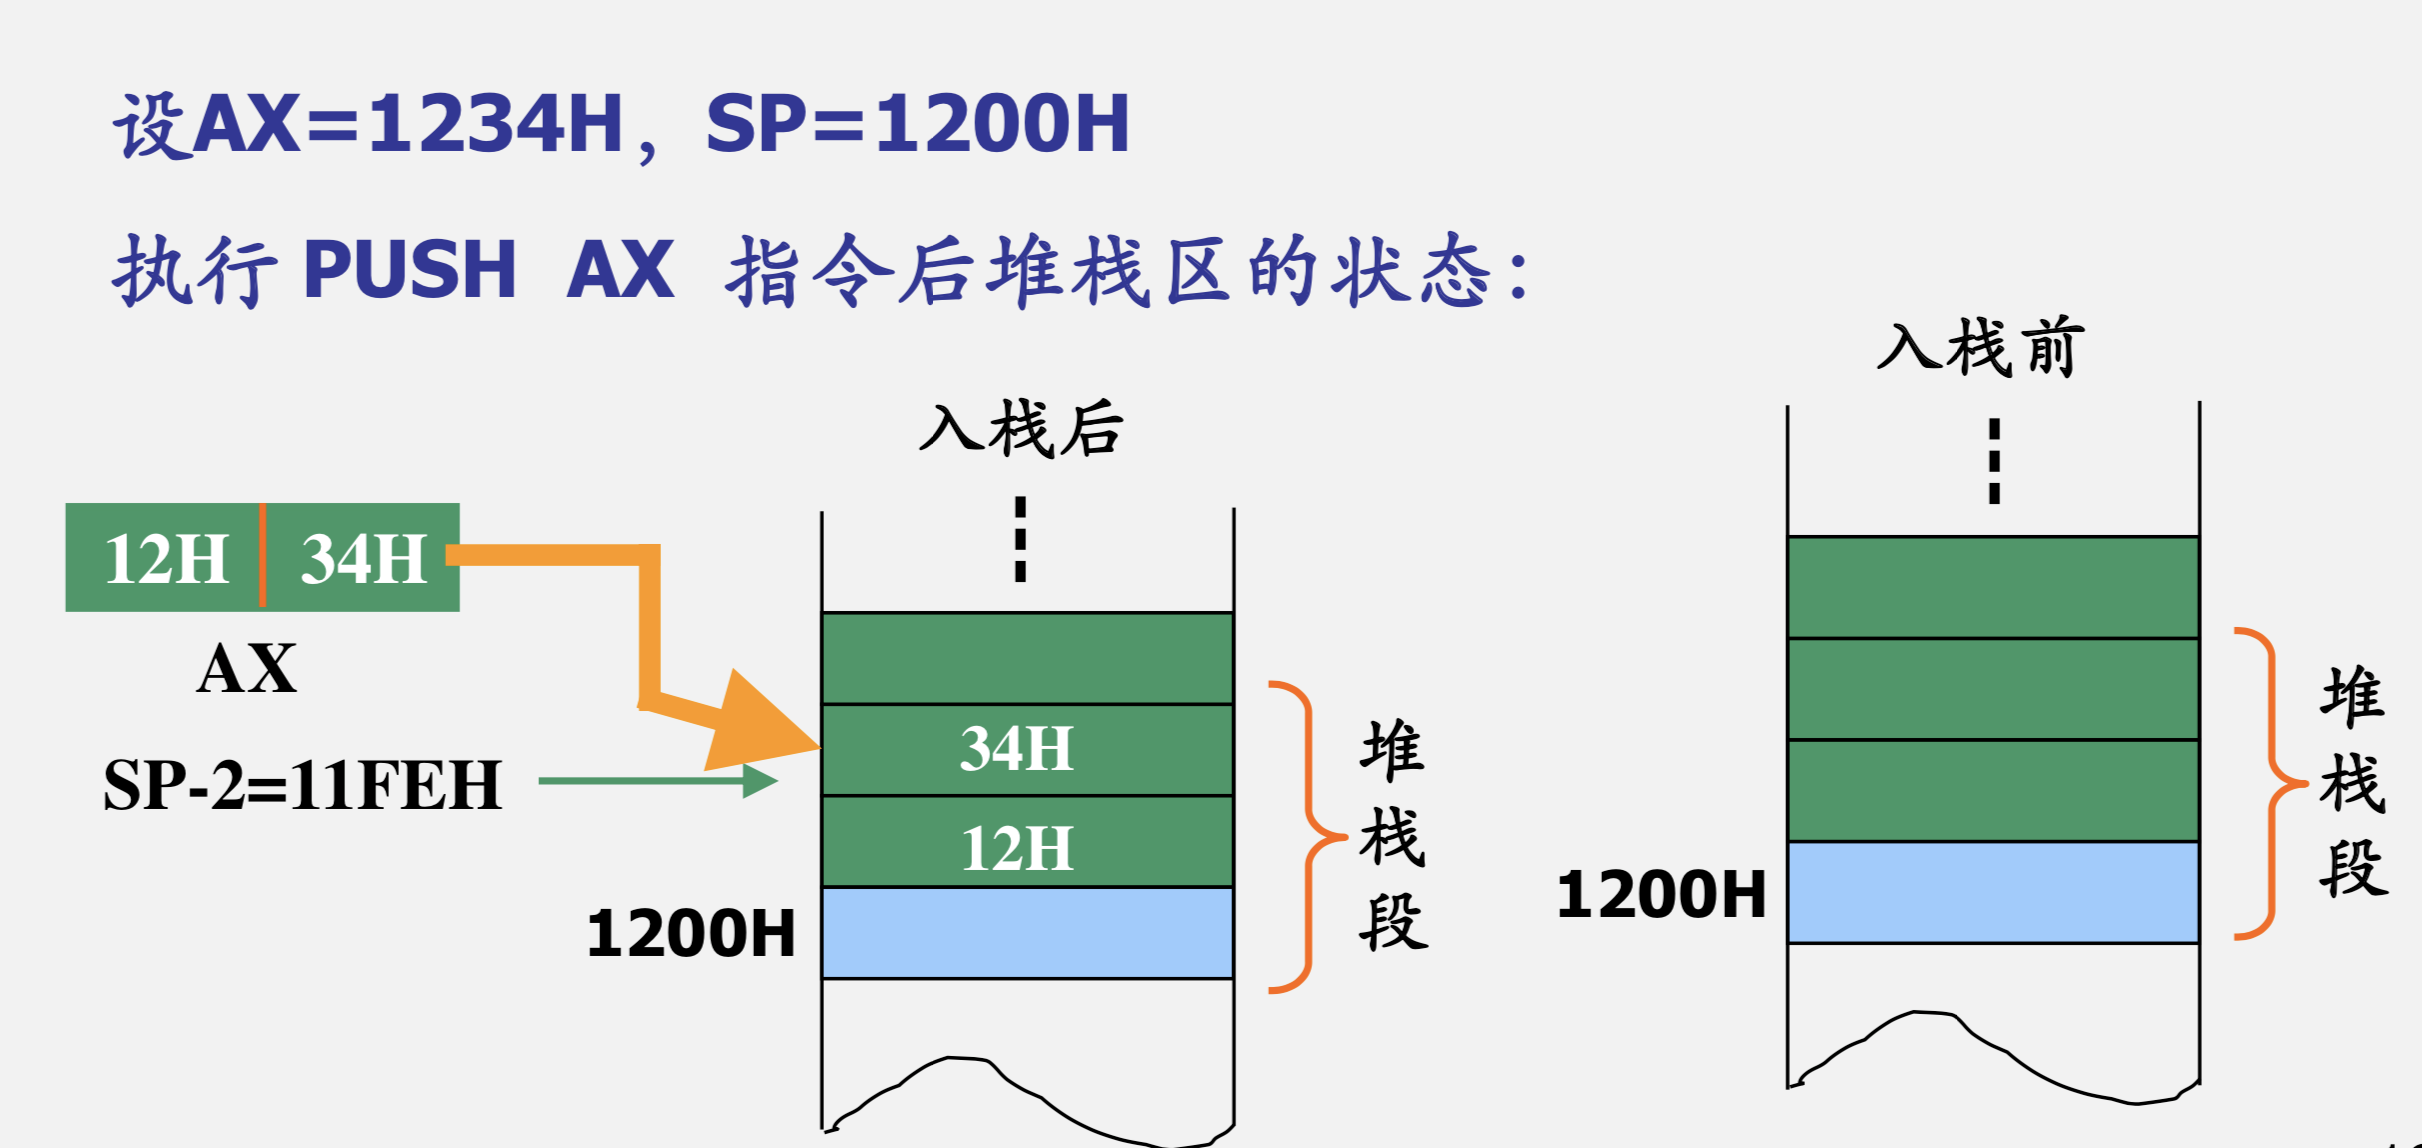 设AX=1234H，SP=1200H
执行 PUSH AX 指令后堆栈区的状态：
入栈前
入栈后
12H 34H
AX
SP-2=11FEH
34H
12H
1200H
堆栈段
1200H
堆栈段